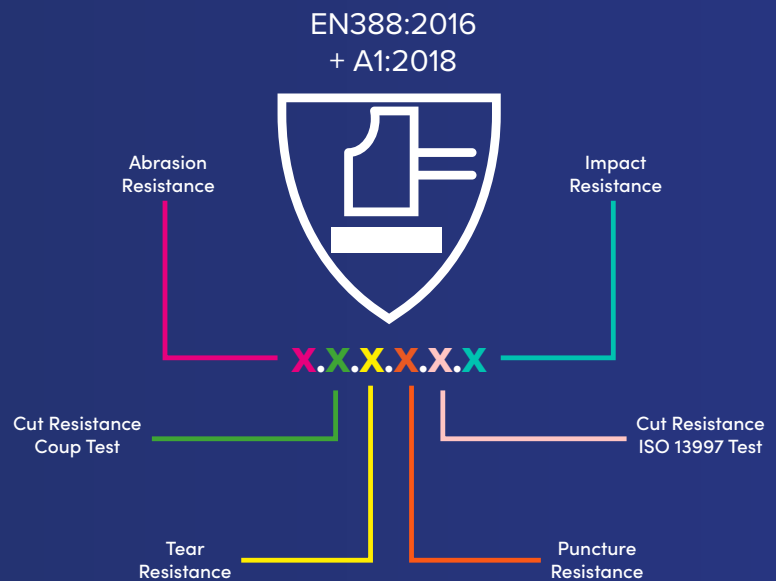 EN388:2016
+ A1:2018
Abrasion
Resistance
Impact
Resistance
X.X.X.X.X.X
Cut Resistance
Coup Test
Cut Resistance
ISO 13997 Test
Tear
Resistance
Puncture
Resistance